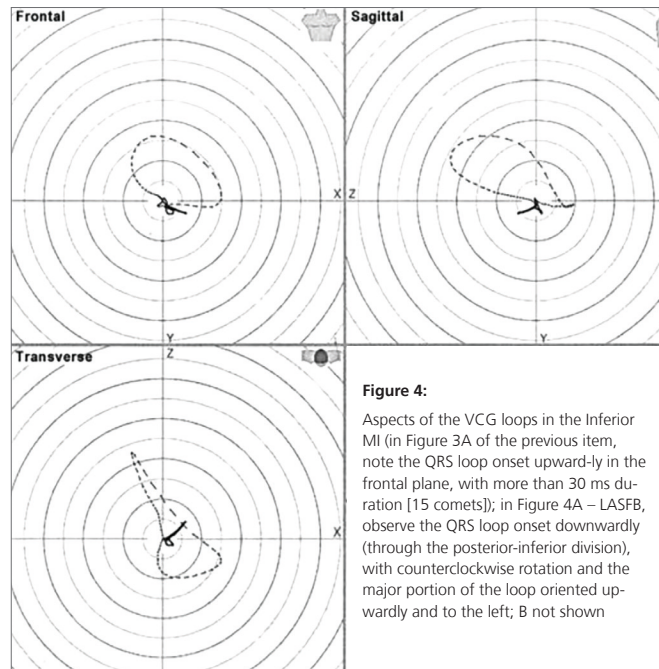 Frontal
X
Y
Sagittal
Z
Y
Transverse
Z
X
Figure 4:
Aspects of the VCG loops in the Inferior
MI (in Figure 3A of the previous item,
note the QRS loop onset upward-ly in the
frontal plane, with more than 30 ms du-
ration [15 comets]); in Figure 4A – LASFB,
observe the QRS loop onset downwardly
(through the posterior-inferior division),
with counterclockwise rotation and the
major portion of the loop oriented up-
wardly and to the left; B not shown